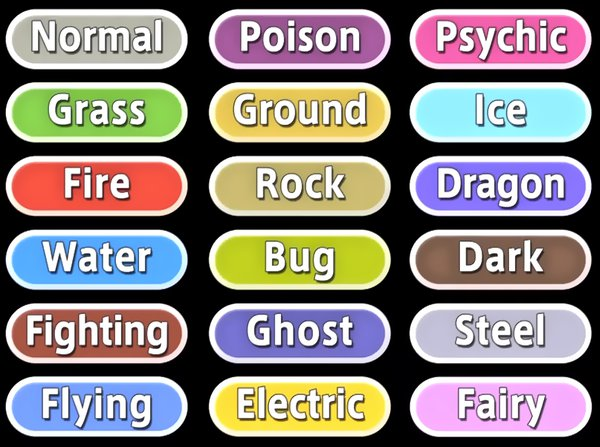 Normal
Poison
Psychic
Grass
Ground
Ice
Fire
Rock
Dragon
Water
Bug
Dark
Fighting
Ghost
Steel
Flying
Electric
Fairy